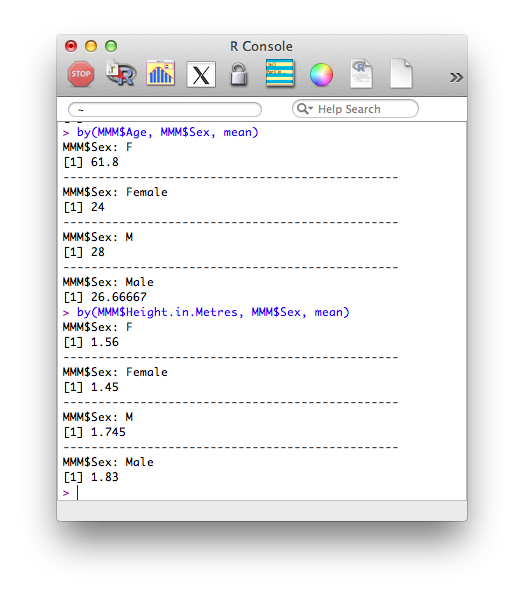 R Console
STOP
R
X
R
~
Help Search
> by(MMM$Age, MMM$Sex, mean)
MMM$Sex: F
[1] 61.8
------------------------------------------------
MMM$Sex: Female
[1] 24
------------------------------------------------
MMM$Sex: M
[1] 28
------------------------------------------------
MMM$Sex: Male
[1] 26.66667
> by(MMM$Height.in.Metres, MMM$Sex, mean)
MMM$Sex: F
[1] 1.56
------------------------------------------------
MMM$Sex: Female
[1] 1.45
------------------------------------------------
MMM$Sex: M
[1] 1.745
------------------------------------------------
MMM$Sex: Male
[1] 1.83
>